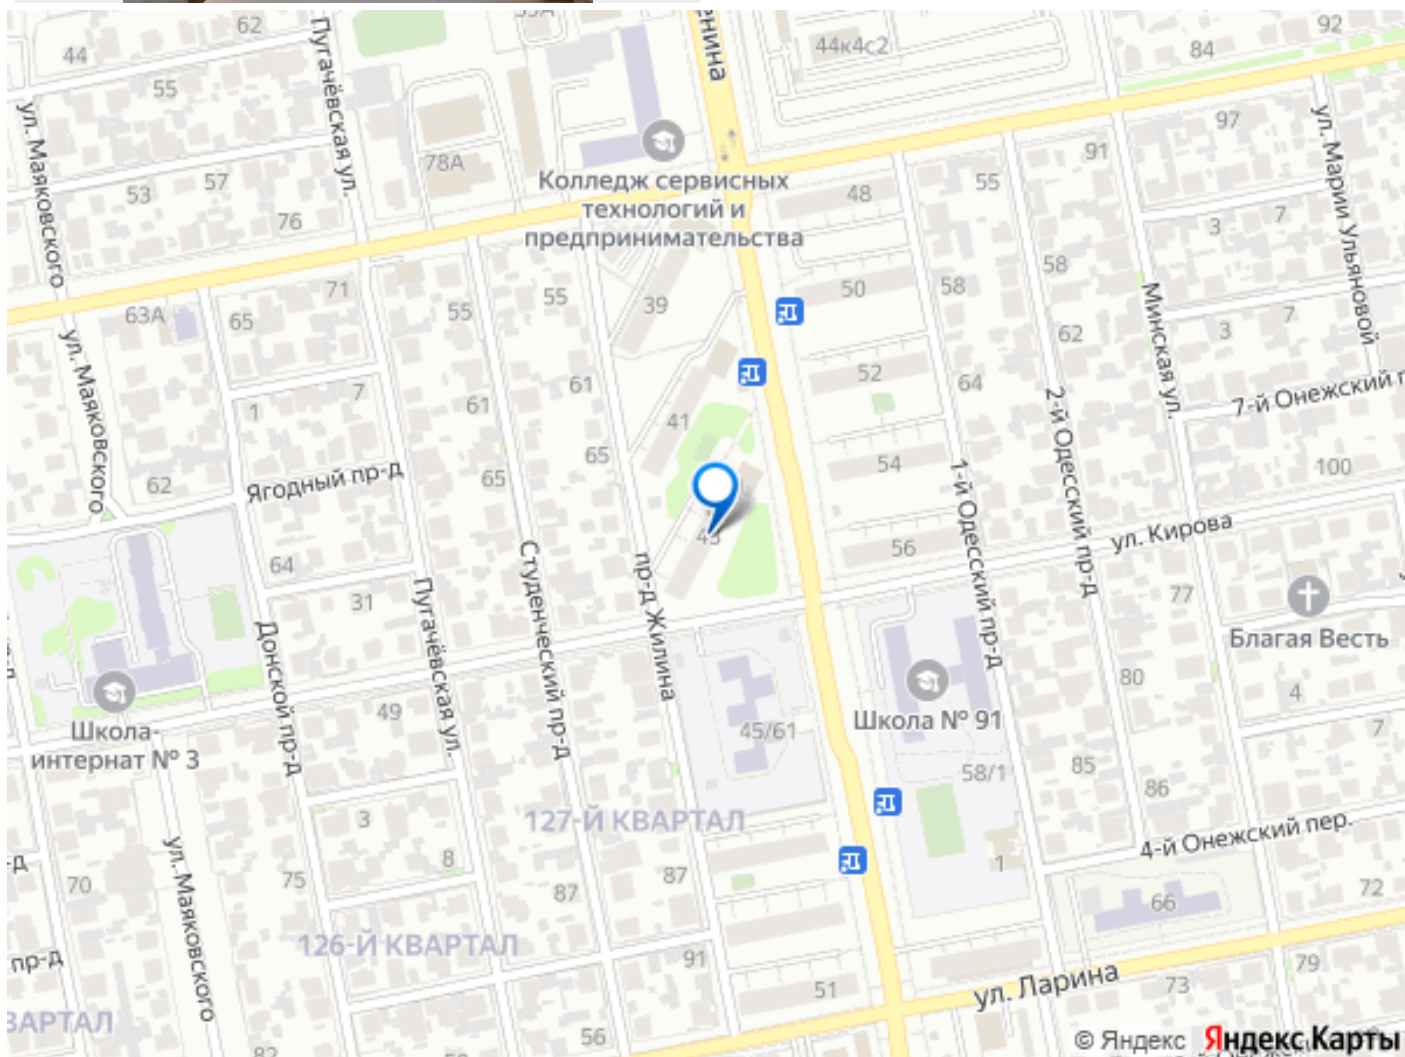 62
44
55
53
57
76
78А
44к4с2
84
92
97
91
55
48
50
52
54
56
58
62
64
3
7
3
7
39
41
43
55
55
61
61
65
65
71
65
63А
1
7
62
64
31
49
3
8
75
70
87
87
91
56
51
45/61
58/1
1
85
86
80
77
100
4
7
66
72
79
73
Пугачёвская ул.
ул. Маяковского
ул. Маяковского
Колледж сервисных
технологий и
предпринимательства
ул. Марии Ульяновой
Минская ул.
7-й Онежский п
2-й Одесский пр-д
1-й Одесский пр-д
ул. Кирова
Ягодный пр-д
Студенческий пр-д
пр-д Жилина
Пугачёвская ул.
Донской пр-д
Школа-
интернат № 3
Школа № 91
Благая Весть
127-Й КВАРТАЛ
126-Й КВАРТАЛ
ул. Маяковского
4-й Онежский пер.
ул. Ларина
пр-д
© Яндекс Яндекс Карты